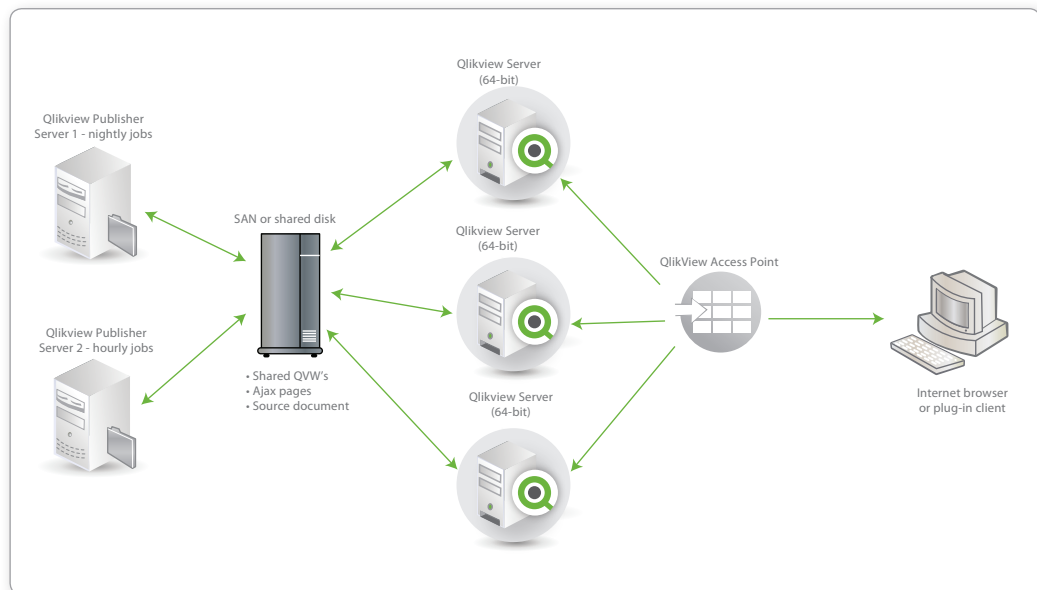 Qlikview Publisher
Server 1 - nightly jobs
Qlikview Publisher
Server 2 - hourly jobs
SAN or shared disk
• Shared QVW's
• Ajax pages
• Source document
Qlikview Server
(64-bit)
Qlikview Server
(64-bit)
Qlikview Server
(64-bit)
QlikView Access Point
Internet browser
or plug-in client